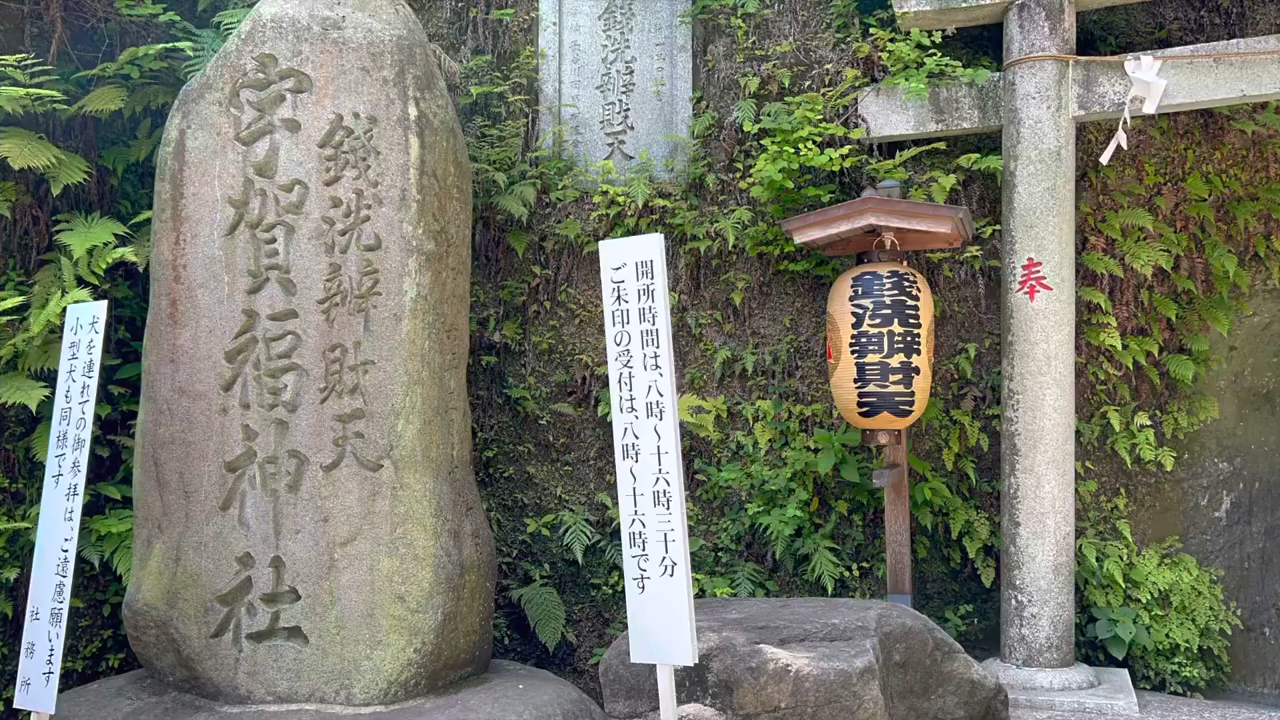 銭洗辨財天
宇賀福神社
錢洗辨財天
開所時間は、八時〜十六時三十分
ご朱印の受付は、八時〜十六時です
銭洗辨財天
奉
犬を連れての御参拝は、ご遠慮願います
小型犬も同様です
社務所